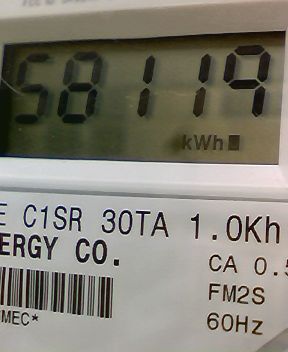 58119
kWh
E C1SR 30TA 1.0Kh
ERGY CO.
CA 0.5
FM2S
MEC*
60Hz